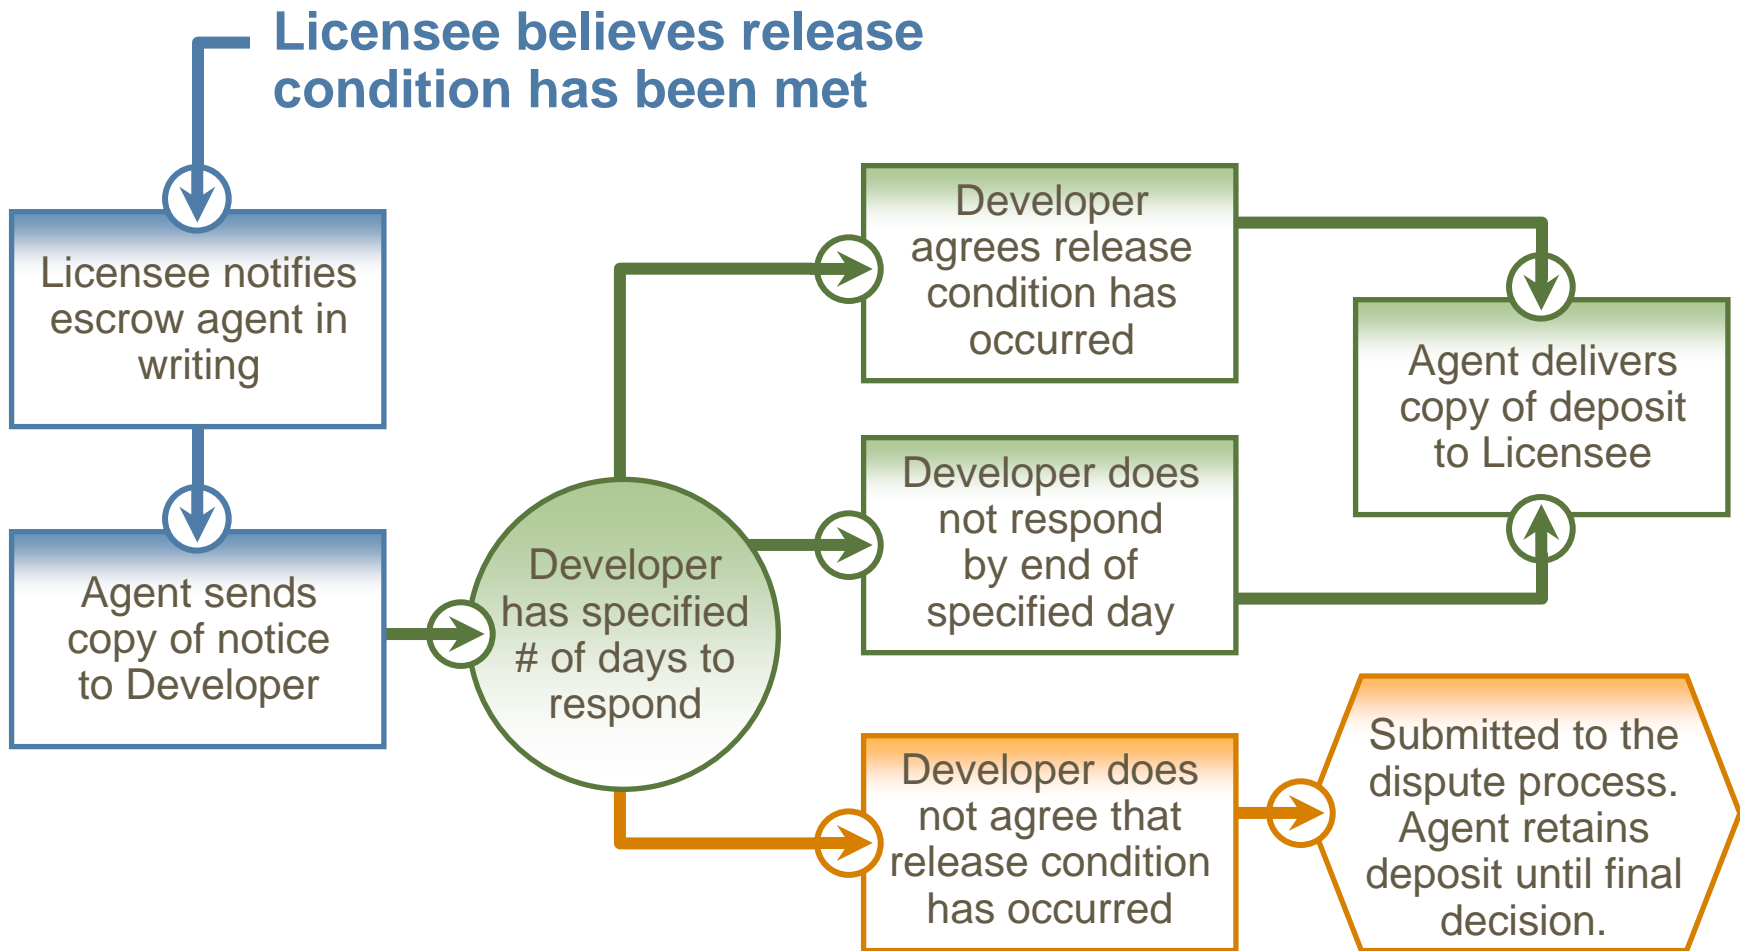 Licensee believes release
condition has been met
Licensee notifies
escrow agent in
writing
Agent sends
copy of notice
to Developer
Developer
has specified
# of days to
respond
Developer
agrees release
condition has
occurred
Developer does
not respond
by end of
specified day
Developer does
not agree that
release condition
has occurred
Agent delivers
copy of deposit
to Licensee
Submitted to the
dispute process.
Agent retains
deposit until final
decision.